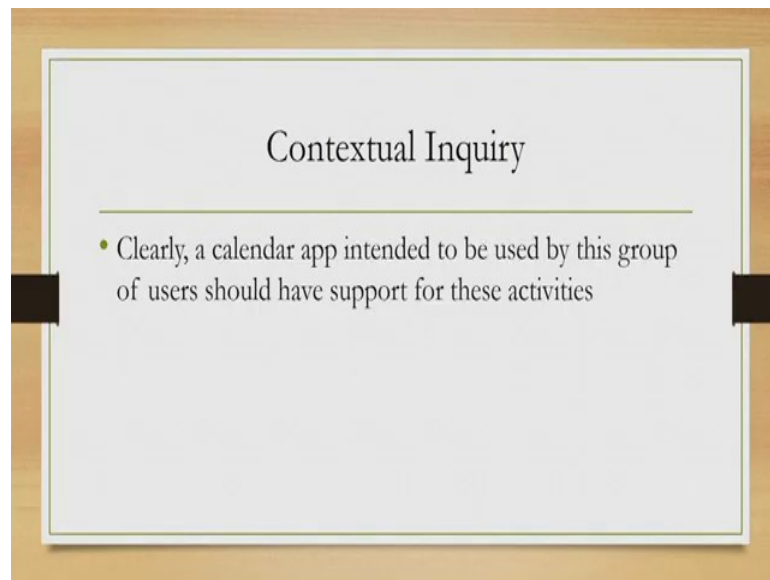 Contextual Inquiry
• Clearly, a calendar app intended to be used by this group
of users should have support for these activities